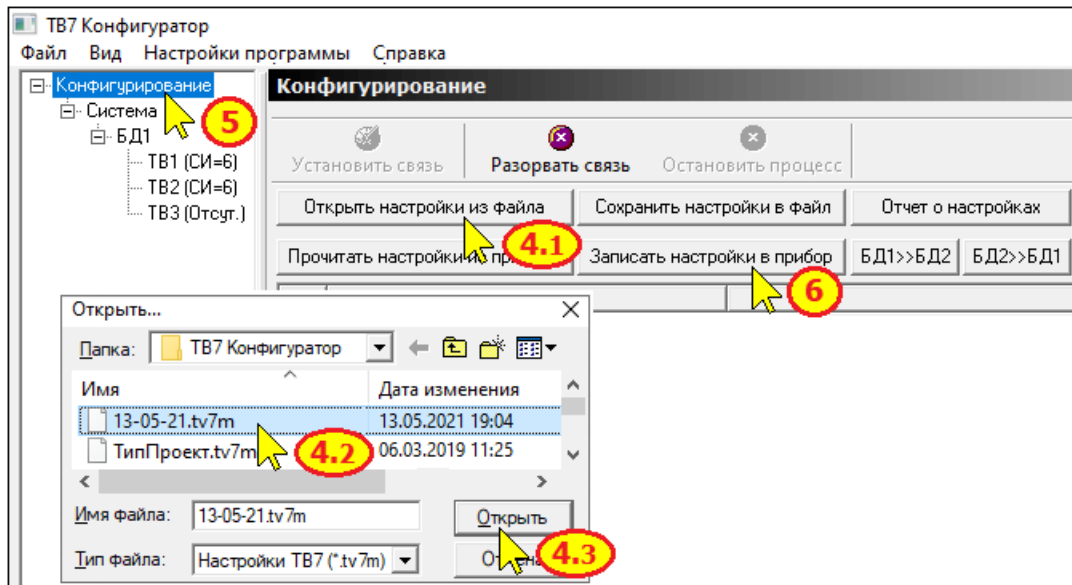 ТВ7 Конфигуратор
Файл Вид Настройки программы Справка
Конфигурирование
Система
БД1
ТВ1 (СИ=6)
ТВ2 (СИ=6)
ТВ3 (Отсут.)
5
Конфигурирование
Установить связь Разорвать связь Остановить процесс
Открыть настройки из файла Сохранить настройки в файл Отчет о настройках
4.1
Прочитать настройки Записать настройки в прибор БД1>>БД2 БД2>>БД1
6
Открыть...
Папка: ТВ7 Конфигуратор
Имя Дата изменения
13-05-21.tv7m 13.05.2021 19:04
ТипПроект.tv7m 06.03.2019 11:25
4.2
Имя файла: 13-05-21.tv7m Открыть
Тип файла: Настройки ТВ7 (*.tv7m)
4.3